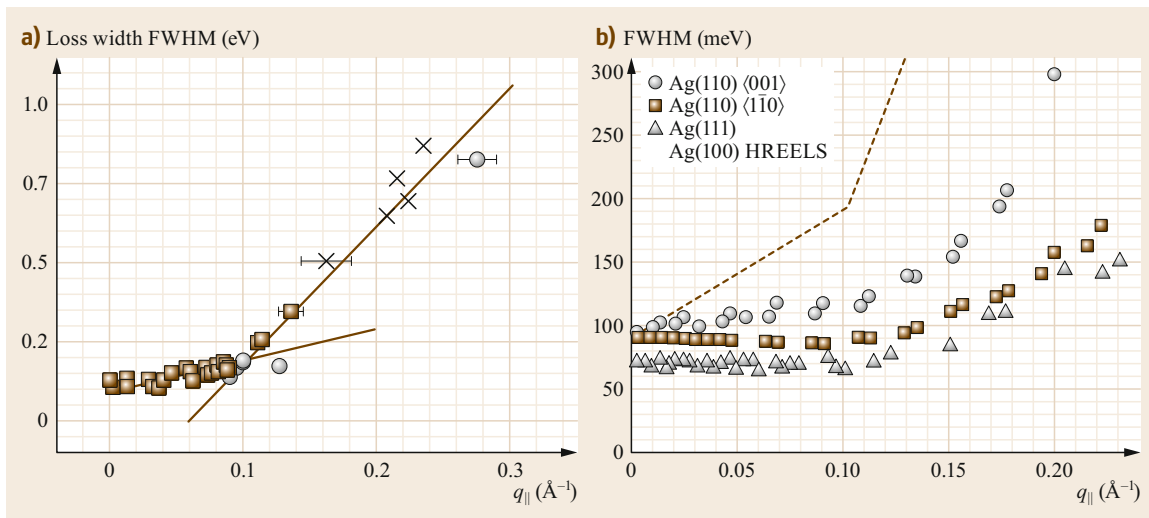 a) Loss width FWHM (eV)
1.0
0.7
0.5
0.2
0
0
0.1
0.2
0.3
q|| (Å⁻¹)
b) FWHM (meV)
300
250
200
150
100
50
0
Ag(110) ⟨001⟩
Ag(110) ⟨11̄0⟩
Ag(111)
Ag(100) HREELS
0
0.05
0.10
0.15
0.20
q|| (Å⁻¹)